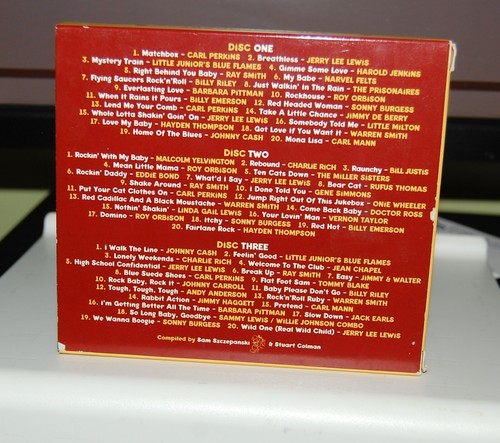 DiSC ONE
1. Matchbox - CARL PERKiNS 2. Breathless - JERRY LEE LEWiS
3. Mystery Train - LiTTLE JUNiOR'S BLUE FLAMES 4. Gimme Some Love - HAROLD JENKiNS
5. Right Behind You Baby - RAY SMiTH 6. My Babe - NARVEL FELTS
7. Flying Saucers Rock'n'Roll - BiLLY RiLEY 8. Just Walkin' In The Rain - THE PRiSONAiRES
9. Everlasting Love - BARBARA PiTTMAN 10. Rockhouse - ROY ORBiSON
11. When It Rains It Pours - BiLLY EMERSON 12. Red Headed Woman - SONNY BURGESS
13. Lend Me Your Comb - CARL PERKiNS 14. Take A Little Chance - JiMMY DE BERRY
15. Whole Lotta Shakin' Goin' On - JERRY LEE LEWiS 16. Somebody Told Me - LiTTLE MiLTON
17. Love My Baby - HAYDEN THOMPSON 18. Got Love if You Want it - WARREN SMiTH
19. Home Of The Blues - JOHNNY CASH 20. Mona Lisa - CARL MANN
DiSC TWO
1. Rockin' With My Baby - MALCOLM YELViNGTON 2. Rebound - CHARLiE RiCH 3. Raunchy - BiLL JUSTiS
4. Mean Little Mama - ROY ORBiSON 5. Ten Cats Down - THE MiLLER SiSTERS
6. Rockin' Daddy - EDDiE BOND 7. What'd i Say - JERRY LEE LEWiS 8. Bear Cat - RUFUS THOMAS
9. Shake Around - RAY SMiTH 10. i Done Told You - GENE SiMMONS
11. Put Your Cat Clothes On - CARL PERKiNS 12. Jump Right Out Of This Jukebox - ONiE WHEELER
13. Red Cadillac And A Black Moustache - WARREN SMiTH 14. Come Back Baby - DOCTOR ROSS
15. Nothin' Shakin' - LiNDA GAiL LEWiS 16. Your Lovin' Man - VERNON TAYLOR
17. Domino - ROY ORBiSON 18. itchy - SONNY BURGESS 19. Red Hot - BiLLY EMERSON
20. Fairlane Rock - HAYDEN THOMPSON
DiSC THREE
1. i Walk The Line - JOHNNY CASH 2. Feelin' Good - LiTTLE JUNiOR'S BLUE FLAMES
3. Lonely Weekends - CHARLiE RiCH 4. Welcome To The Club - JEAN CHAPEL
5. High School Confidential - JERRY LEE LEWiS 6. Break Up - RAY SMiTH 7. Easy - JiMMY & WALTER
8. Blue Suede Shoes - CARL PERKiNS 9. Flat Foot Sam - TOMMY BLAKE
10. Rock Baby, Rock it - JOHNNY CARROLL 11. Baby Please Don't Go - BiLLY RiLEY
12. Tough, Tough, Tough - ANDY ANDERSON 13. Rock'n'Roll Ruby - WARREN SMiTH
14. Rabbit Action - JiMMY HAGGETT 15. Pretend - CARL MANN
16. I'm Getting Better All The Time - BARBARA PiTTMAN 17. Slow Down - JACK EARLS
18. So Long Baby, Goodbye - SAMMY LEWiS / WiLLiE JOHNSON COMBO
19. We Wanna Boogie - SONNY BURGESS 20. Wild One (Real Wild Child) - JERRY LEE LEWiS
Compiled by Sam Szczepanski & Stuart Colman